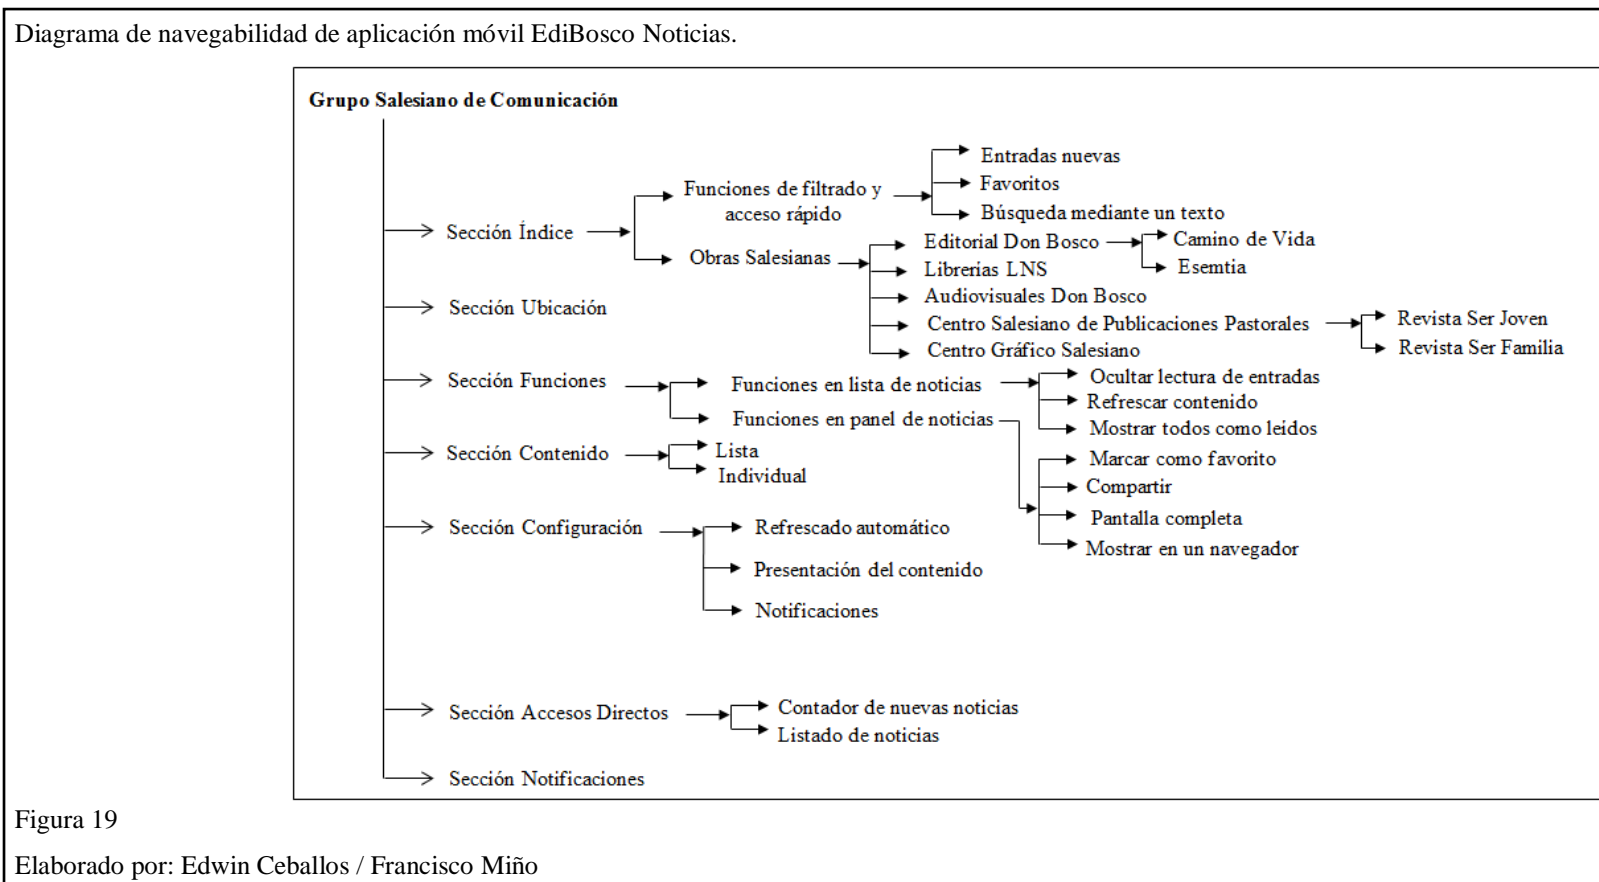 Diagrama de navegabilidad de aplicación móvil EdiBosco Noticias.
Grupo Salesiano de Comunicación
Sección Índice
Funciones de filtrado y
acceso rápido
Entradas nuevas
Favoritos
Búsqueda mediante un texto
Obras Salesianas
Editorial Don Bosco
Camino de Vida
Esemtia
Librerías LNS
Audiovisuales Don Bosco
Centro Salesiano de Publicaciones Pastorales
Revista Ser Joven
Revista Ser Familia
Centro Gráfico Salesiano
Sección Ubicación
Sección Funciones
Funciones en lista de noticias
Ocultar lectura de entradas
Refrescar contenido
Mostrar todos como leídos
Funciones en panel de noticias
Marcar como favorito
Compartir
Pantalla completa
Mostrar en un navegador
Sección Contenido
Lista
Individual
Sección Configuración
Refrescado automático
Presentación del contenido
Notificaciones
Sección Accesos Directos
Contador de nuevas noticias
Listado de noticias
Sección Notificaciones
Figura 19
Elaborado por: Edwin Ceballos / Francisco Miño